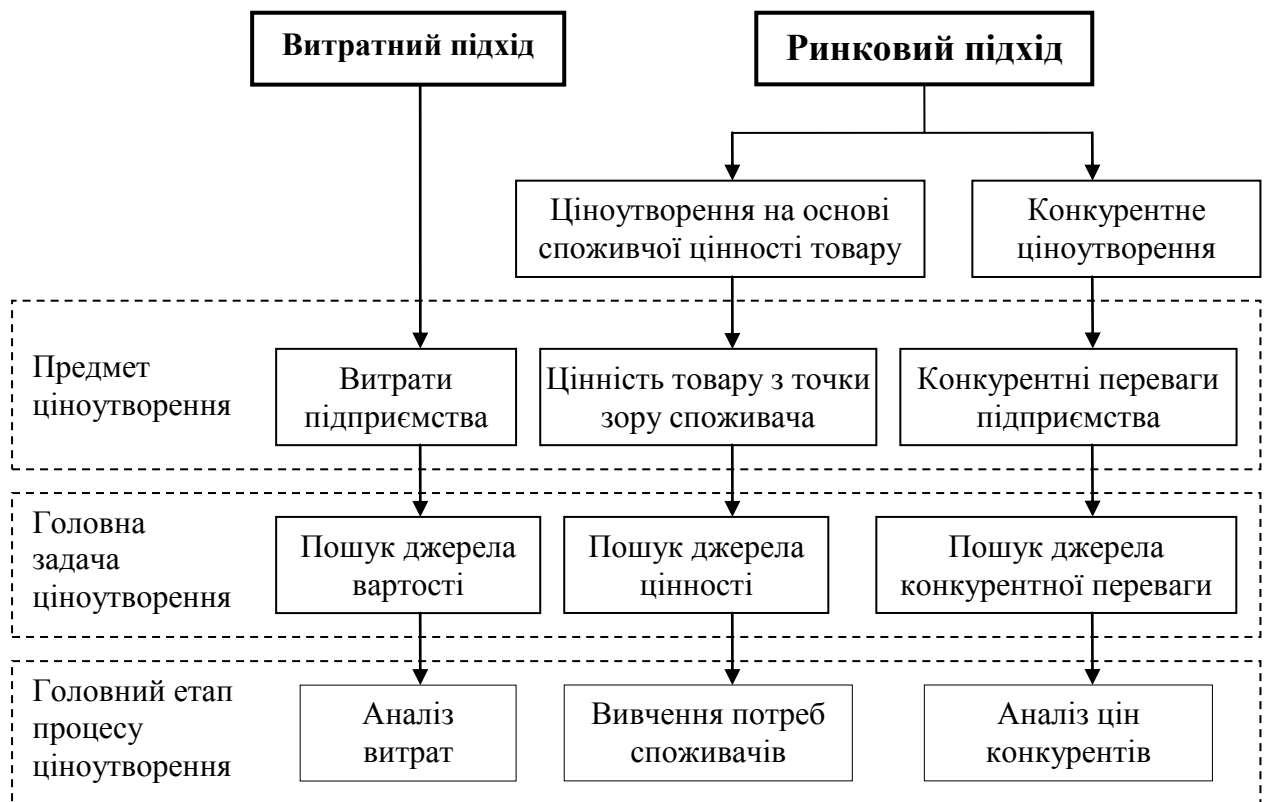 Витратний підхід
Ринковий підхід
Ціноутворення на основі
споживчої цінності товару
Конкурентне
ціноутворення
Предмет
ціноутворення
Витрати
підприємства
Цінність товару з точки
зору споживача
Конкурентні переваги
підприємства
Головна
задача
ціноутворення
Пошук джерела
вартості
Пошук джерела
цінності
Пошук джерела
конкурентної переваги
Головний етап
процесу
ціноутворення
Аналіз
витрат
Вивчення потреб
споживачів
Аналіз цін
конкурентів